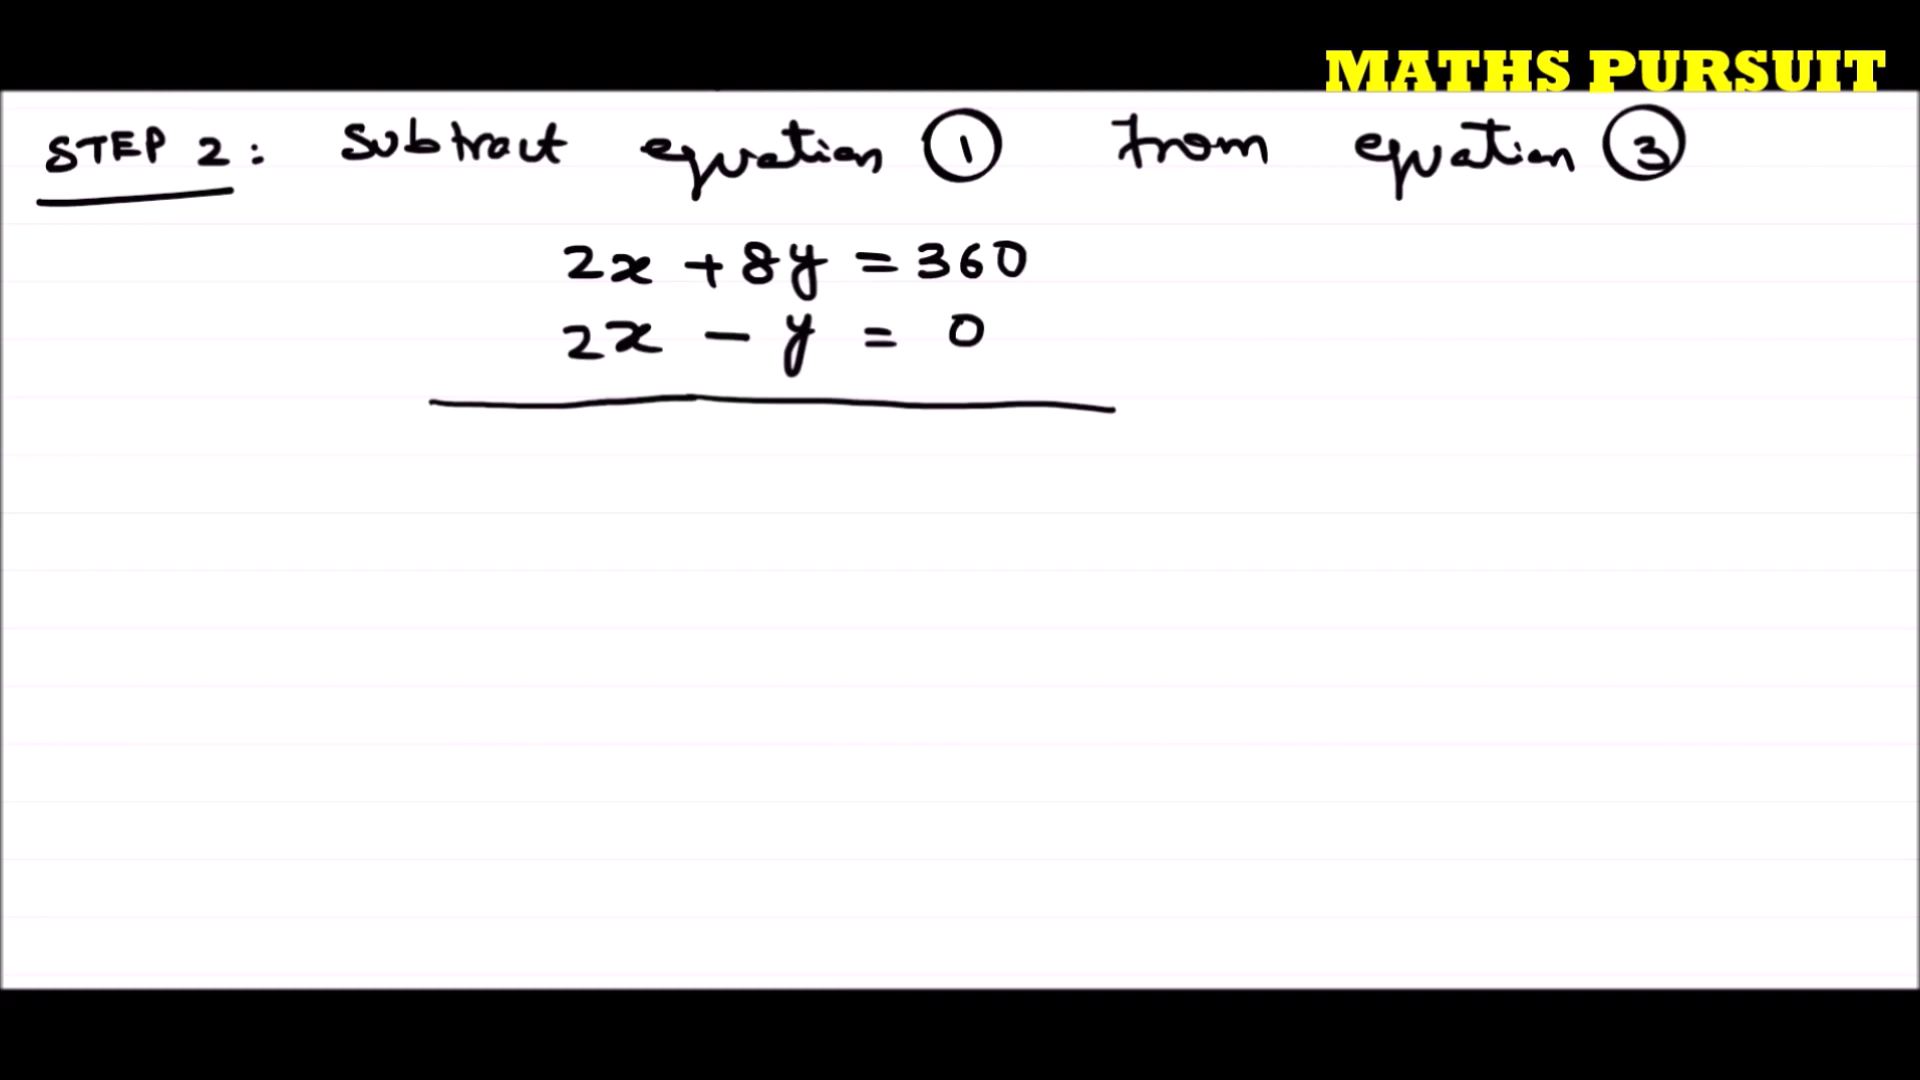 MATHS PURSUIT
STEP 2: Subtract equation ① from equation ③
2x + 8y = 360
2x - y = 0